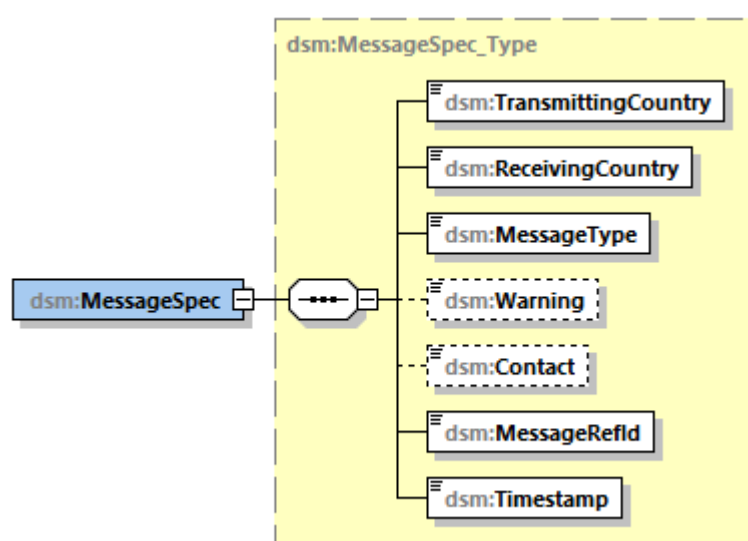 dsm:MessageSpec_Type
dsm:TransmittingCountry
dsm:ReceivingCountry
dsm:MessageType
dsm:MessageSpec
dsm:Warning
dsm:Contact
dsm:MessageRefId
dsm:Timestamp